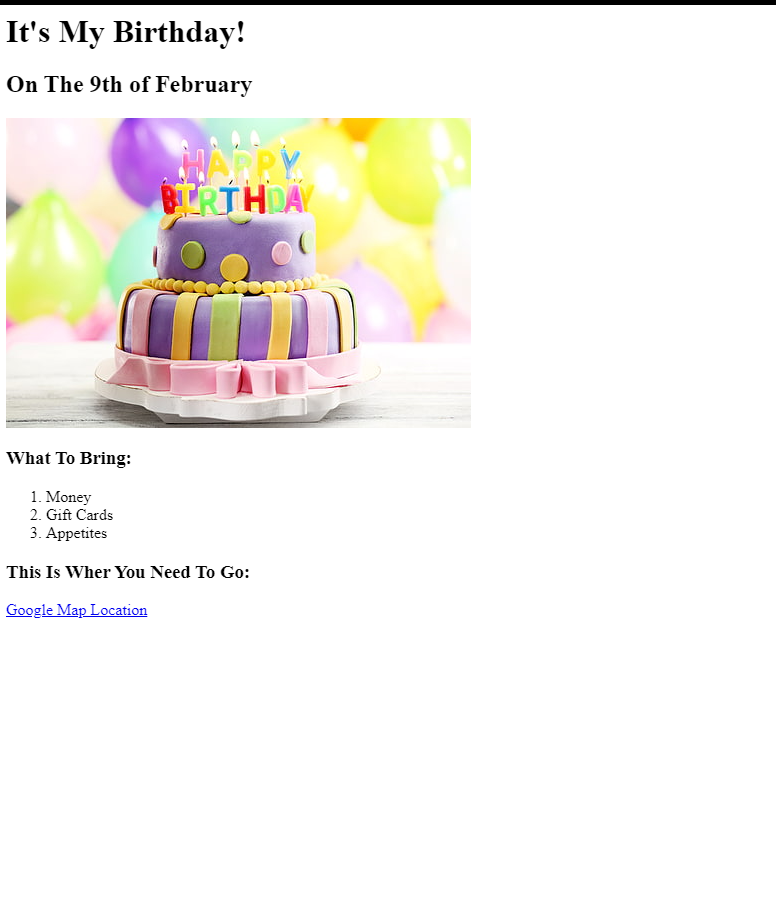 It's My Birthday!
On The 9th of February
HAPPY
BIRTHDAY
What To Bring:
1. Money
2. Gift Cards
3. Appetites
This Is Wher You Need To Go:
Google Map Location